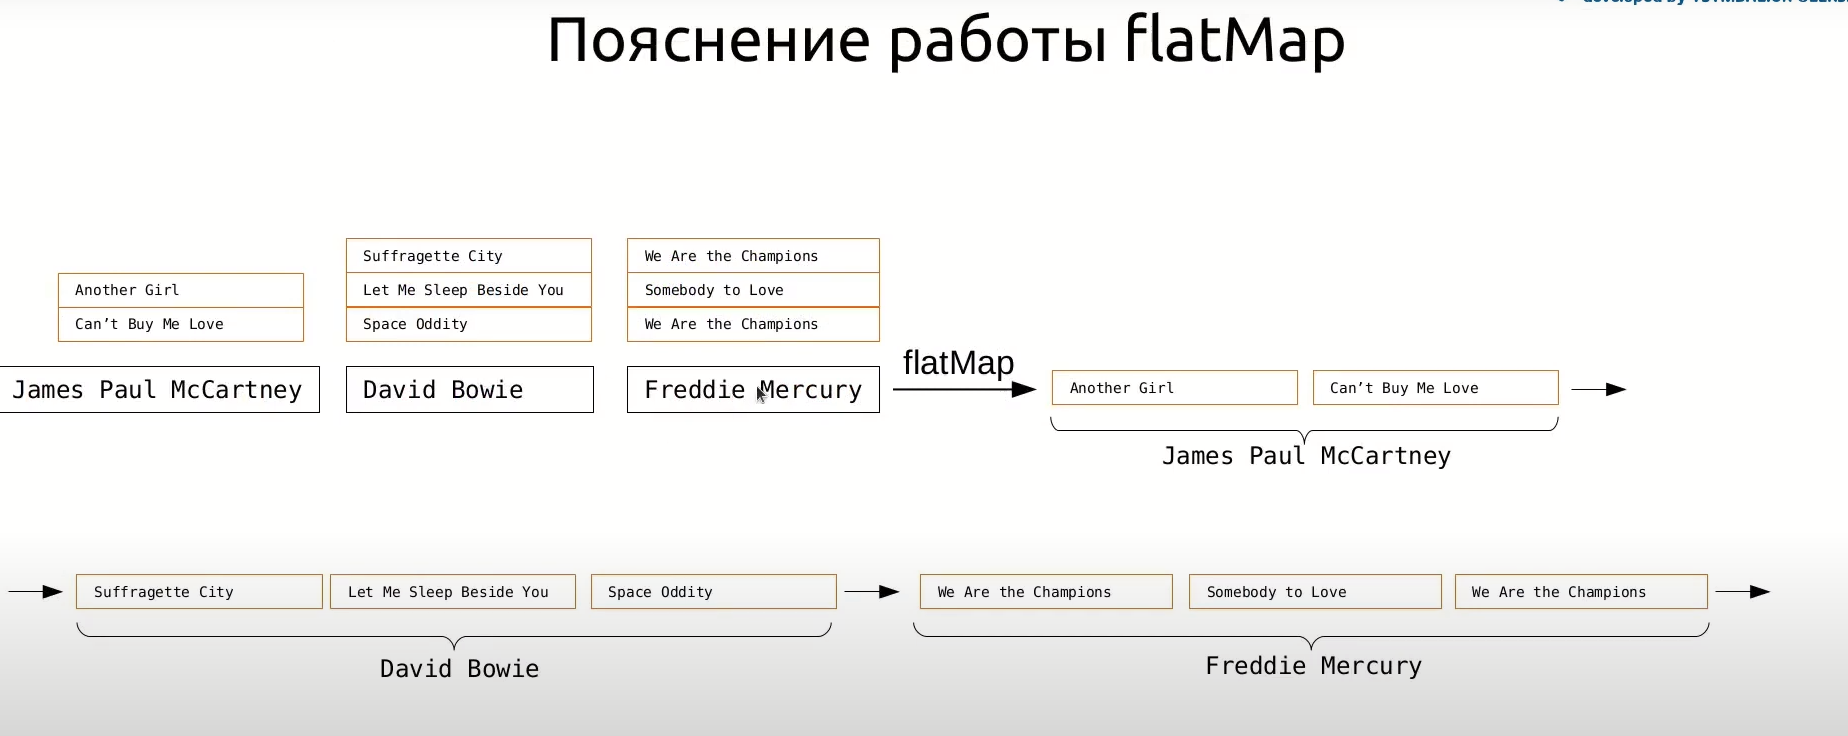 developed by
Пояснение работы flatMap
Another Girl
Can’t Buy Me Love
James Paul McCartney
Suffragette City
Let Me Sleep Beside You
Space Oddity
David Bowie
We Are the Champions
Somebody to Love
We Are the Champions
Freddie Mercury
flatMap
Another Girl
Can’t Buy Me Love
James Paul McCartney
Suffragette City
Let Me Sleep Beside You
Space Oddity
David Bowie
We Are the Champions
Somebody to Love
We Are the Champions
Freddie Mercury